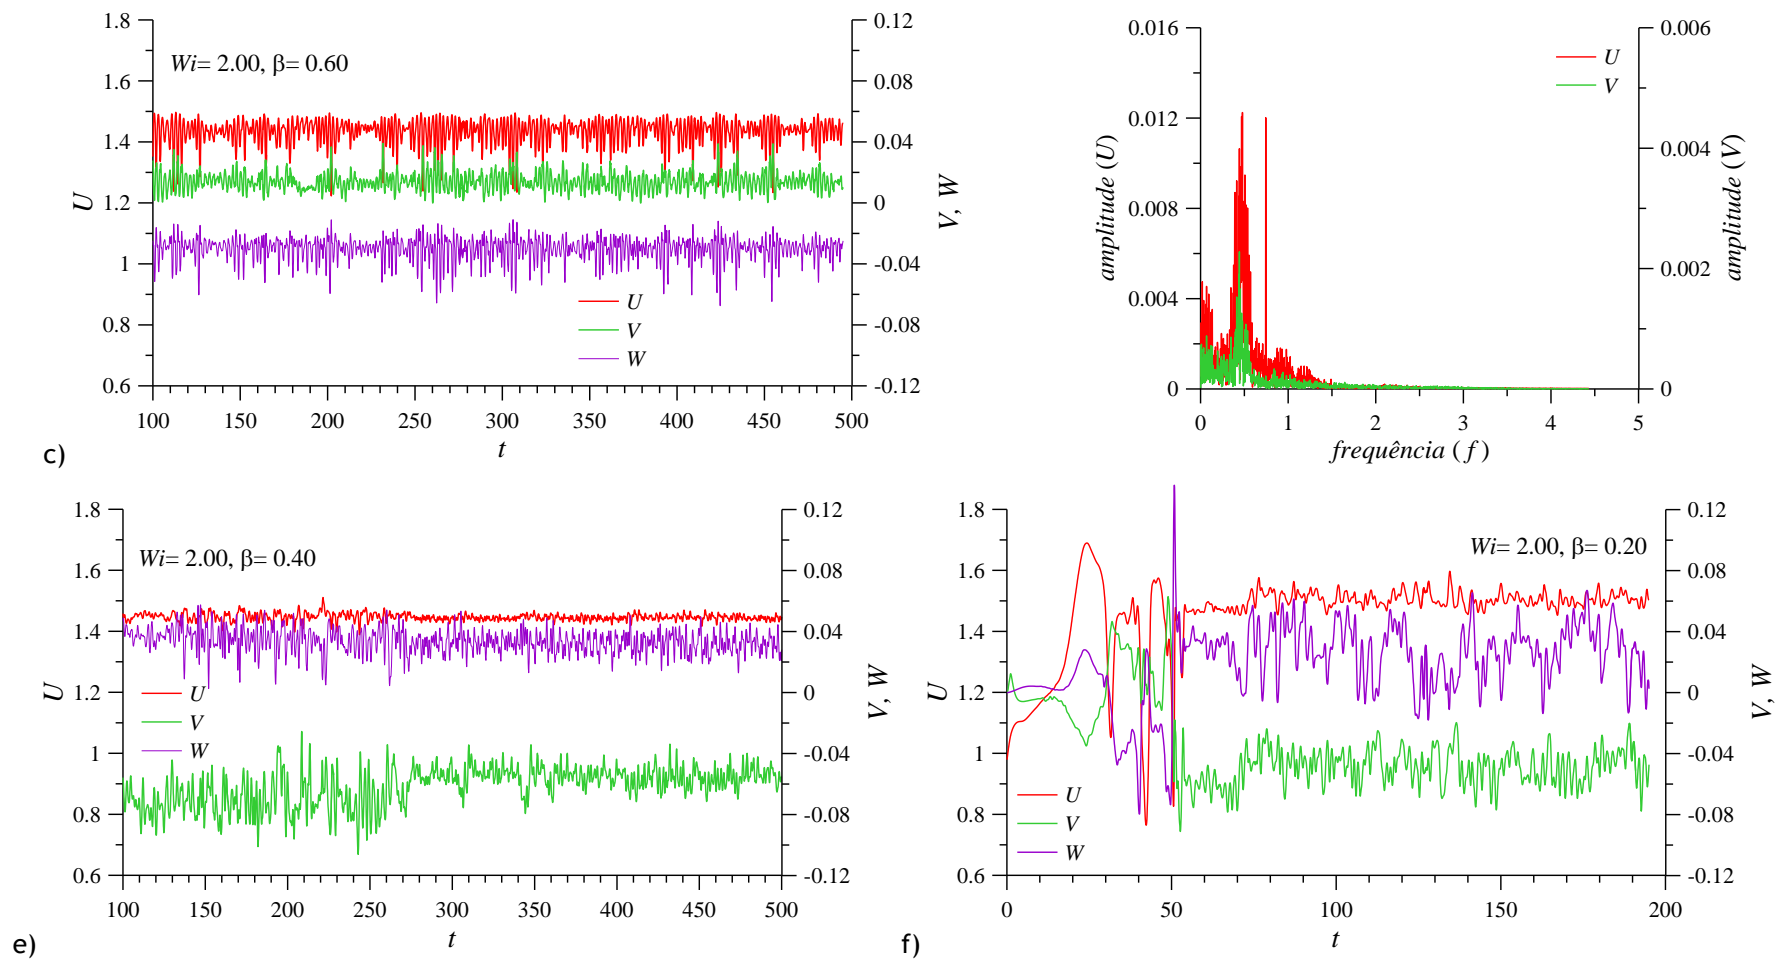 1.8
1.6
1.4
1.2
1
0.8
0.6
U
Wi= 2.00, β= 0.60
U
V
W
0.12
0.08
0.04
0
-0.04
-0.08
-0.12
V, W
100 150 200 250 300 350 400 450 500
t
c)
0.016
0.012
0.008
0.004
0
amplitude (U)
U
V
0.006
0.004
0.002
0
amplitude (V)
0 1 2 3 4 5
frequência (f)
1.8
1.6
1.4
1.2
1
0.8
0.6
U
Wi= 2.00, β= 0.40
U
V
W
0.12
0.08
0.04
0
-0.04
-0.08
-0.12
V, W
100 150 200 250 300 350 400 450 500
t
e)
1.8
1.6
1.4
1.2
1
0.8
0.6
U
Wi= 2.00, β= 0.20
U
V
W
0.12
0.08
0.04
0
-0.04
-0.08
-0.12
V, W
0 50 100 150 200
t
f)